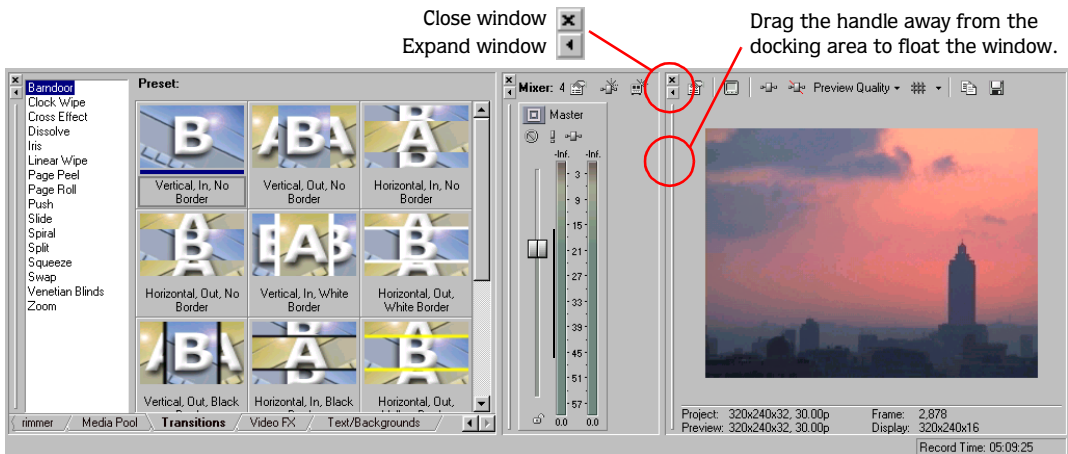 Close window
Expand window
Drag the handle away from the
docking area to float the window.
Barndoor
Clock Wipe
Cross Effect
Dissolve
Iris
Linear Wipe
Page Peel
Page Roll
Push
Slide
Spiral
Split
Squeeze
Swap
Venetian Blinds
Zoom
Preset:
B
ABA
A B A
Vertical, In, No
Border
Vertical, Out, No
Border
Horizontal, In, No
Border
A B A
BAB
B A B
Horizontal, Out, No
Border
Vertical, In, White
Border
Horizontal, Out,
White Border
ABA
B A B
A B A
Vertical, Out, Black
Horizontal, In, Black
Horizontal, Out,
rimmer
Media Pool
Transitions
Video FX
Text/Backgrounds
Mixer: 4
Master
-Inf. -Inf.
3
9
15
21
27
33
39
45
51
57
0.0 0.0
Preview Quality
Project: 320x240x32, 30.00p
Frame: 2,878
Preview: 320x240x32, 30.00p
Display: 320x240x16
Record Time: 05:09:25